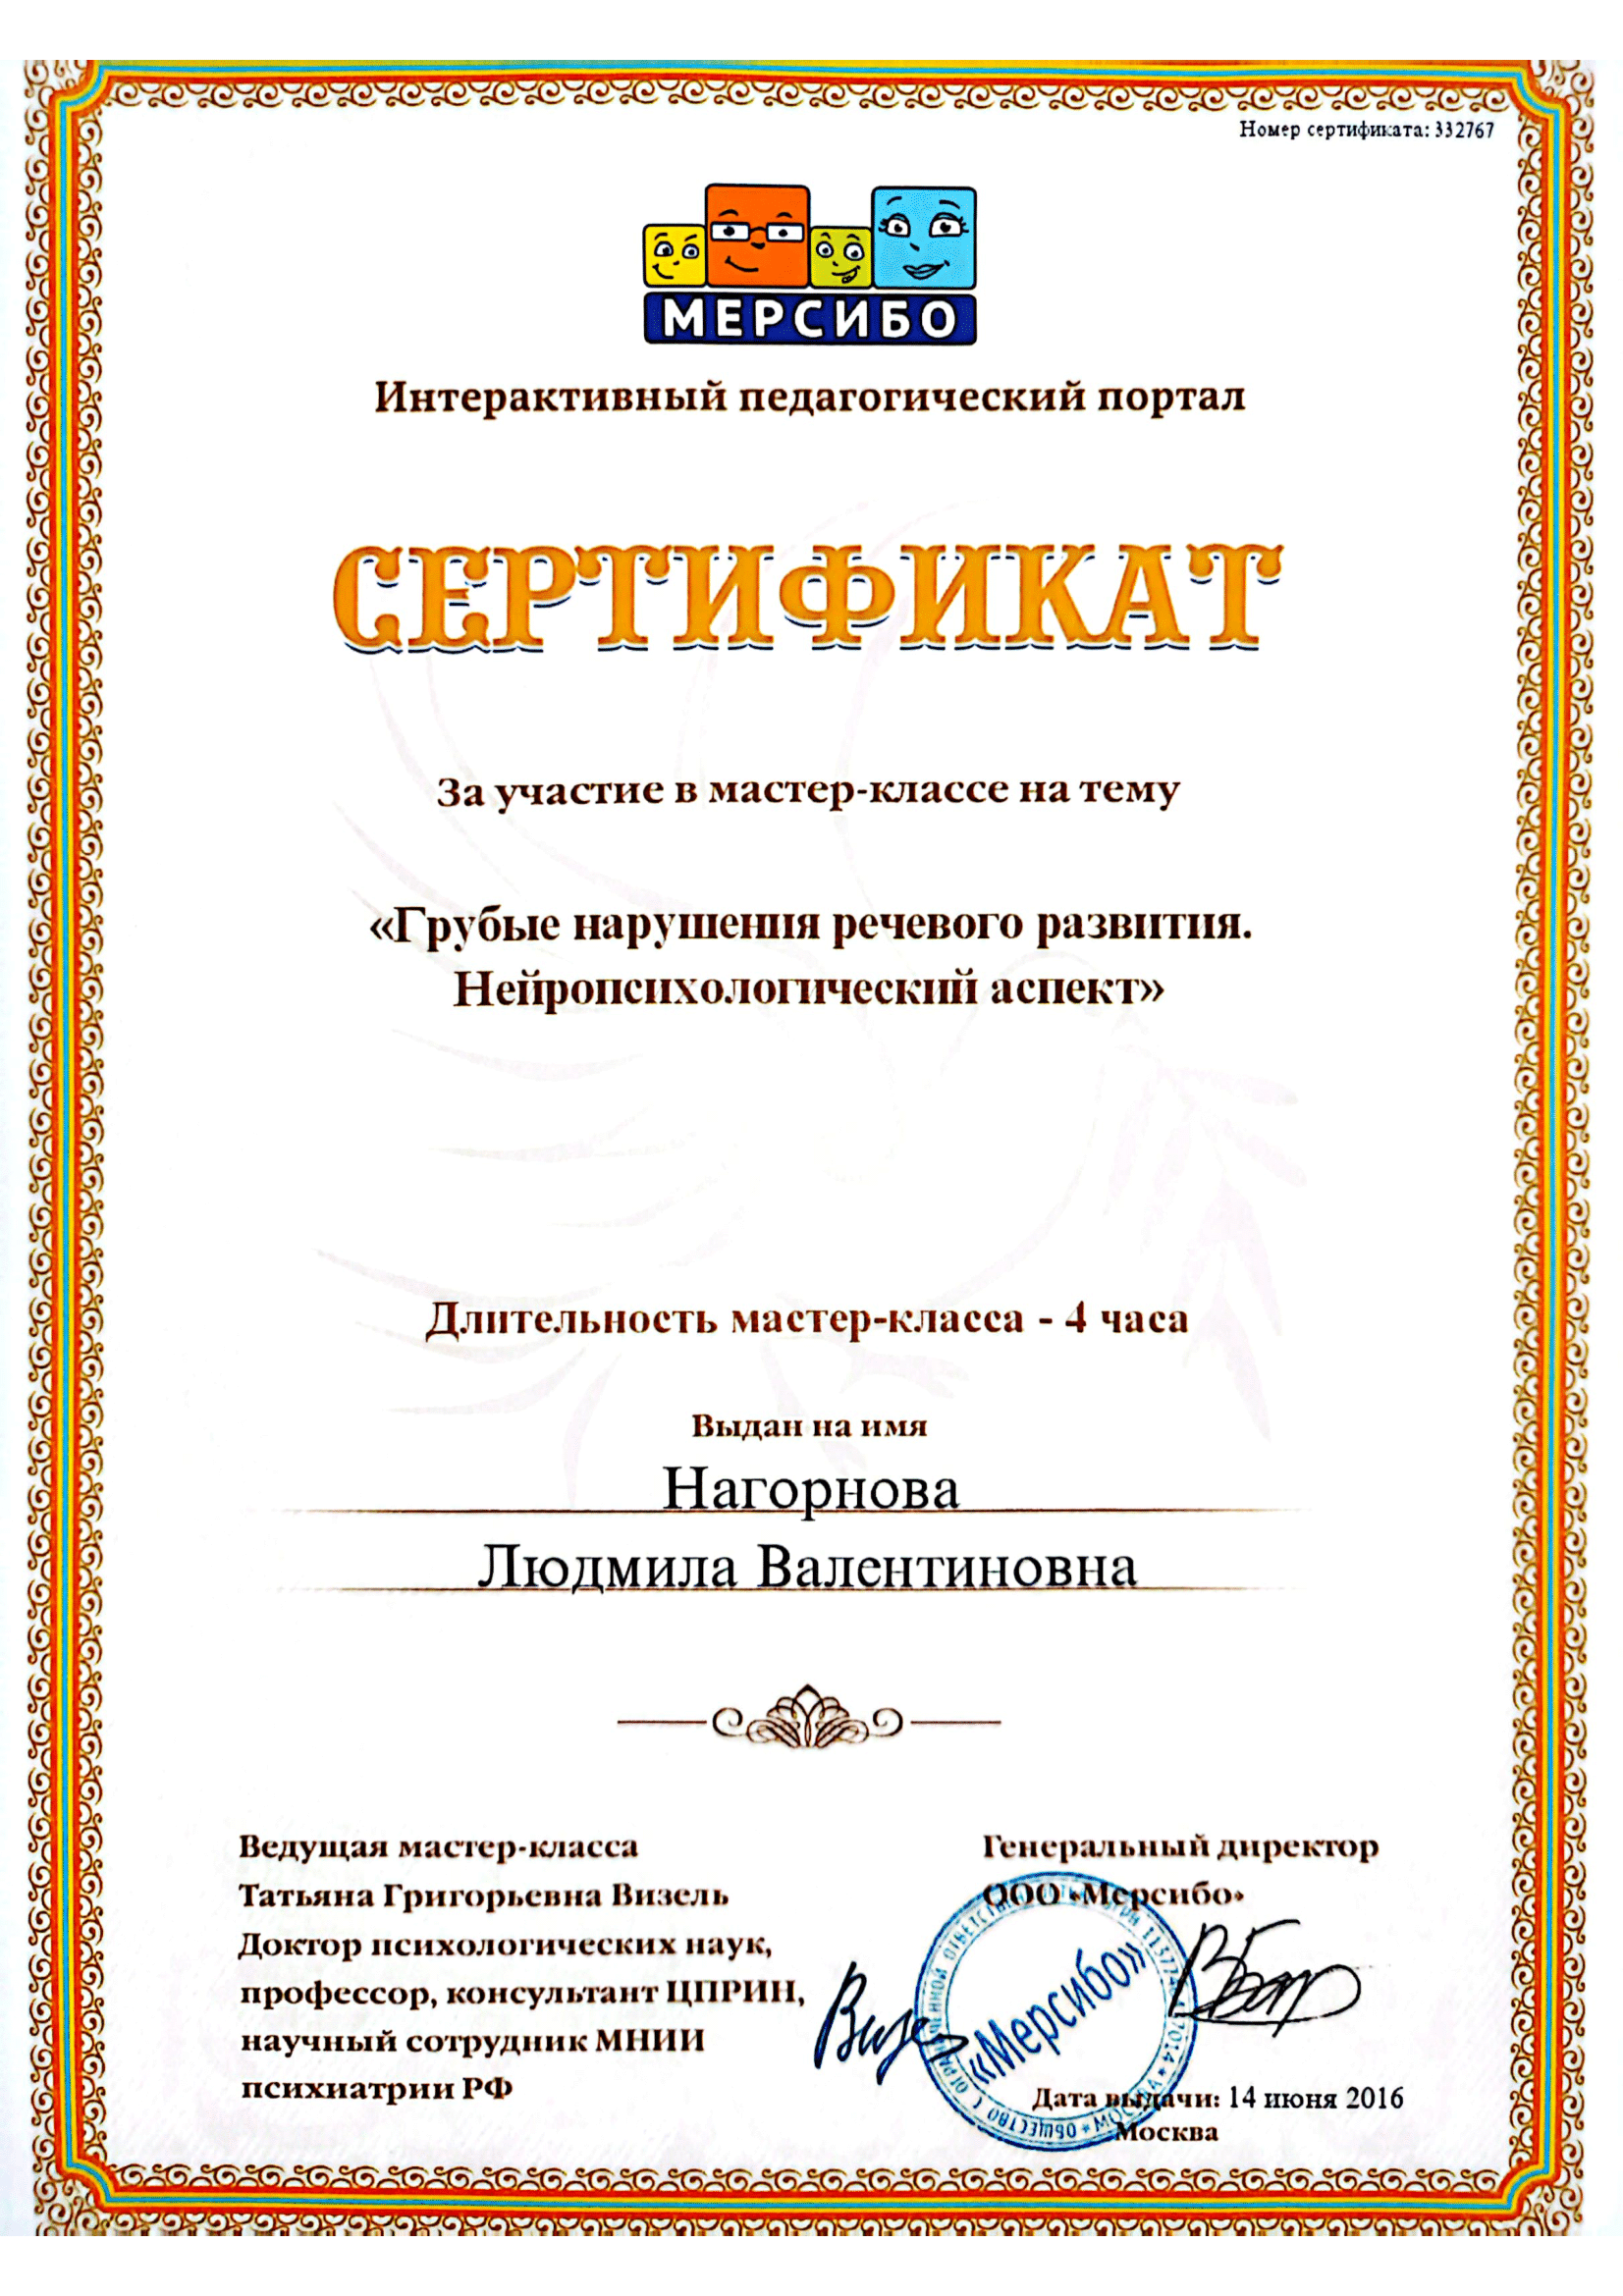 Номер сертификата: 332767
МЕРСИБО
Интерактивный педагогический портал
СЕРТИФИКАТ
За участие в мастер-классе на тему
«Грубые нарушения речевого развития.
Нейропсихологический аспект»
Длительность мастер-класса - 4 часа
Выдан на имя
Нагорнова
Людмила Валентиновна
Ведущая мастер-класса
Татьяна Григорьевна Визель
Доктор психологических наук,
профессор, консультант ЦПРИН,
научный сотрудник МНИИ
психиатрии РФ
Генеральный директор
ООО «Мерсибо»
«Мерсибо»
Дата выдачи: 14 июня 2016
Москва